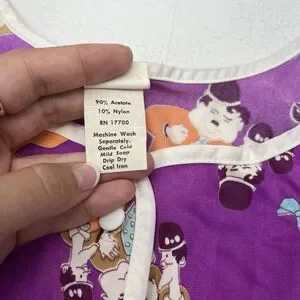 90% Acetate
10% Nylon
RN 17700
Machine Wash
Separately.
Gentle Cold
Mild Soap
Drip Dry
Cool Iron